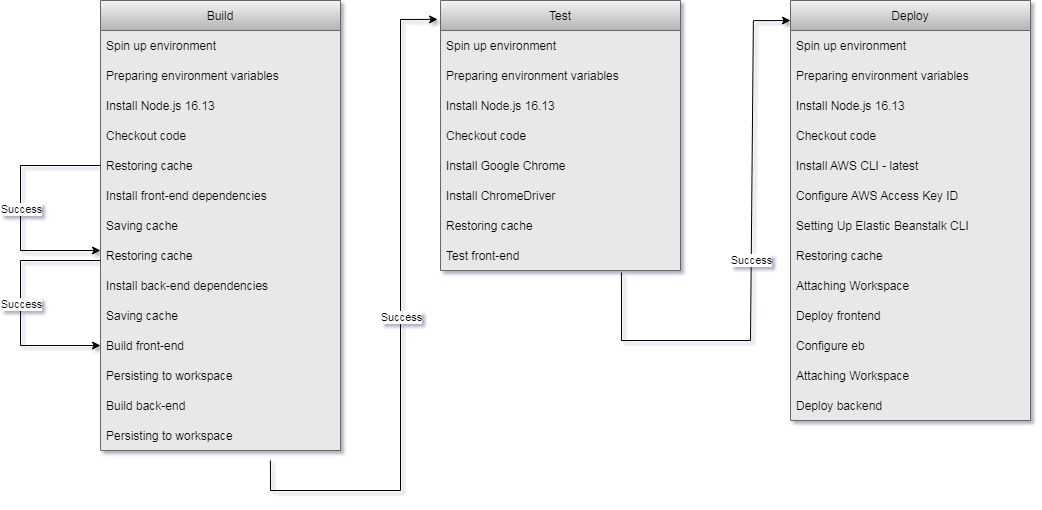 Build
Spin up environment
Preparing environment variables
Install Node.js 16.13
Checkout code
Restoring cache
Install front-end dependencies
Saving cache
Restoring cache
Install back-end dependencies
Saving cache
Build front-end
Persisting to workspace
Build back-end
Persisting to workspace
Success
Success
Success
Test
Spin up environment
Preparing environment variables
Install Node.js 16.13
Checkout code
Install Google Chrome
Install ChromeDriver
Restoring cache
Test front-end
Success
Deploy
Spin up environment
Preparing environment variables
Install Node.js 16.13
Checkout code
Install AWS CLI - latest
Configure AWS Access Key ID
Setting Up Elastic Beanstalk CLI
Restoring cache
Attaching Workspace
Deploy frontend
Configure eb
Attaching Workspace
Deploy backend